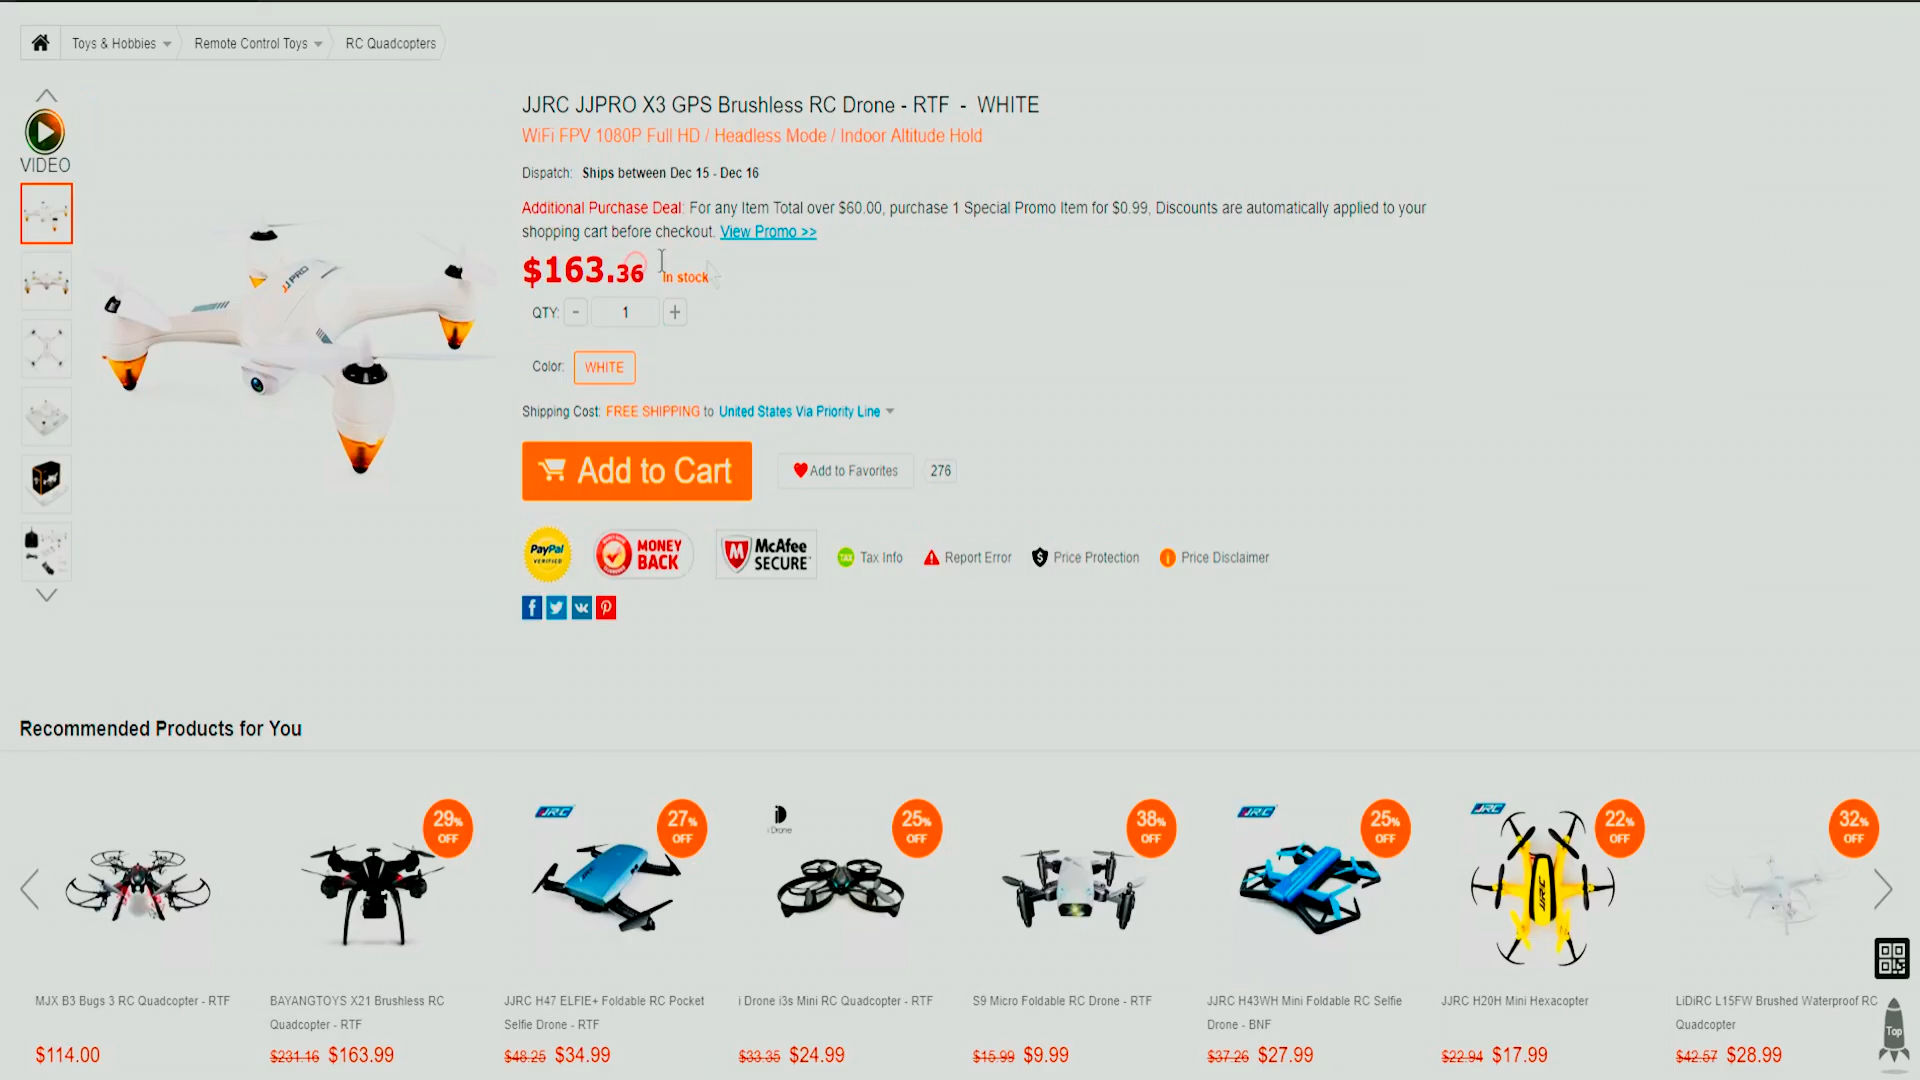 Toys & Hobbies
Remote Control Toys
RC Quadcopters
VIDEO
JJRC JJPRO X3 GPS Brushless RC Drone - RTF - WHITE
WiFi FPV 1080P Full HD / Headless Mode / Indoor Altitude Hold
Dispatch: Ships between Dec 15 - Dec 16
Additional Purchase Deal: For any Item Total over $60.00, purchase 1 Special Promo Item for $0.99, Discounts are automatically applied to your
shopping cart before checkout. View Promo >>
$163.36 In stock
QTY: - 1 +
Color: WHITE
Shipping Cost: FREE SHIPPING to United States Via Priority Line
Add to Cart
Add to Favorites
276
JJPRO
PayPal
VERIFIED
MONEY
BACK
McAfee
SECURE
TAX Tax Info
Report Error
Price Protection
Price Disclaimer
Recommended Products for You
29% OFF
JJRC
27% OFF
i Drone
25% OFF
38% OFF
JJRC
25% OFF
JJRC
JJRC
22% OFF
32% OFF
MJX B3 Bugs 3 RC Quadcopter - RTF
$114.00
BAYANGTOYS X21 Brushless RC
Quadcopter - RTF
$231.16 $163.99
JJRC H47 ELFIE+ Foldable RC Pocket
Selfie Drone - RTF
$48.25 $34.99
i Drone i3s Mini RC Quadcopter - RTF
$33.35 $24.99
S9 Micro Foldable RC Drone - RTF
$15.99 $9.99
JJRC H43WH Mini Foldable RC Selfie
Drone - BNF
$37.26 $27.99
JJRC H20H Mini Hexacopter
$22.94 $17.99
LiDiRC L15FW Brushed Waterproof RC
Quadcopter
$42.57 $28.99
Top